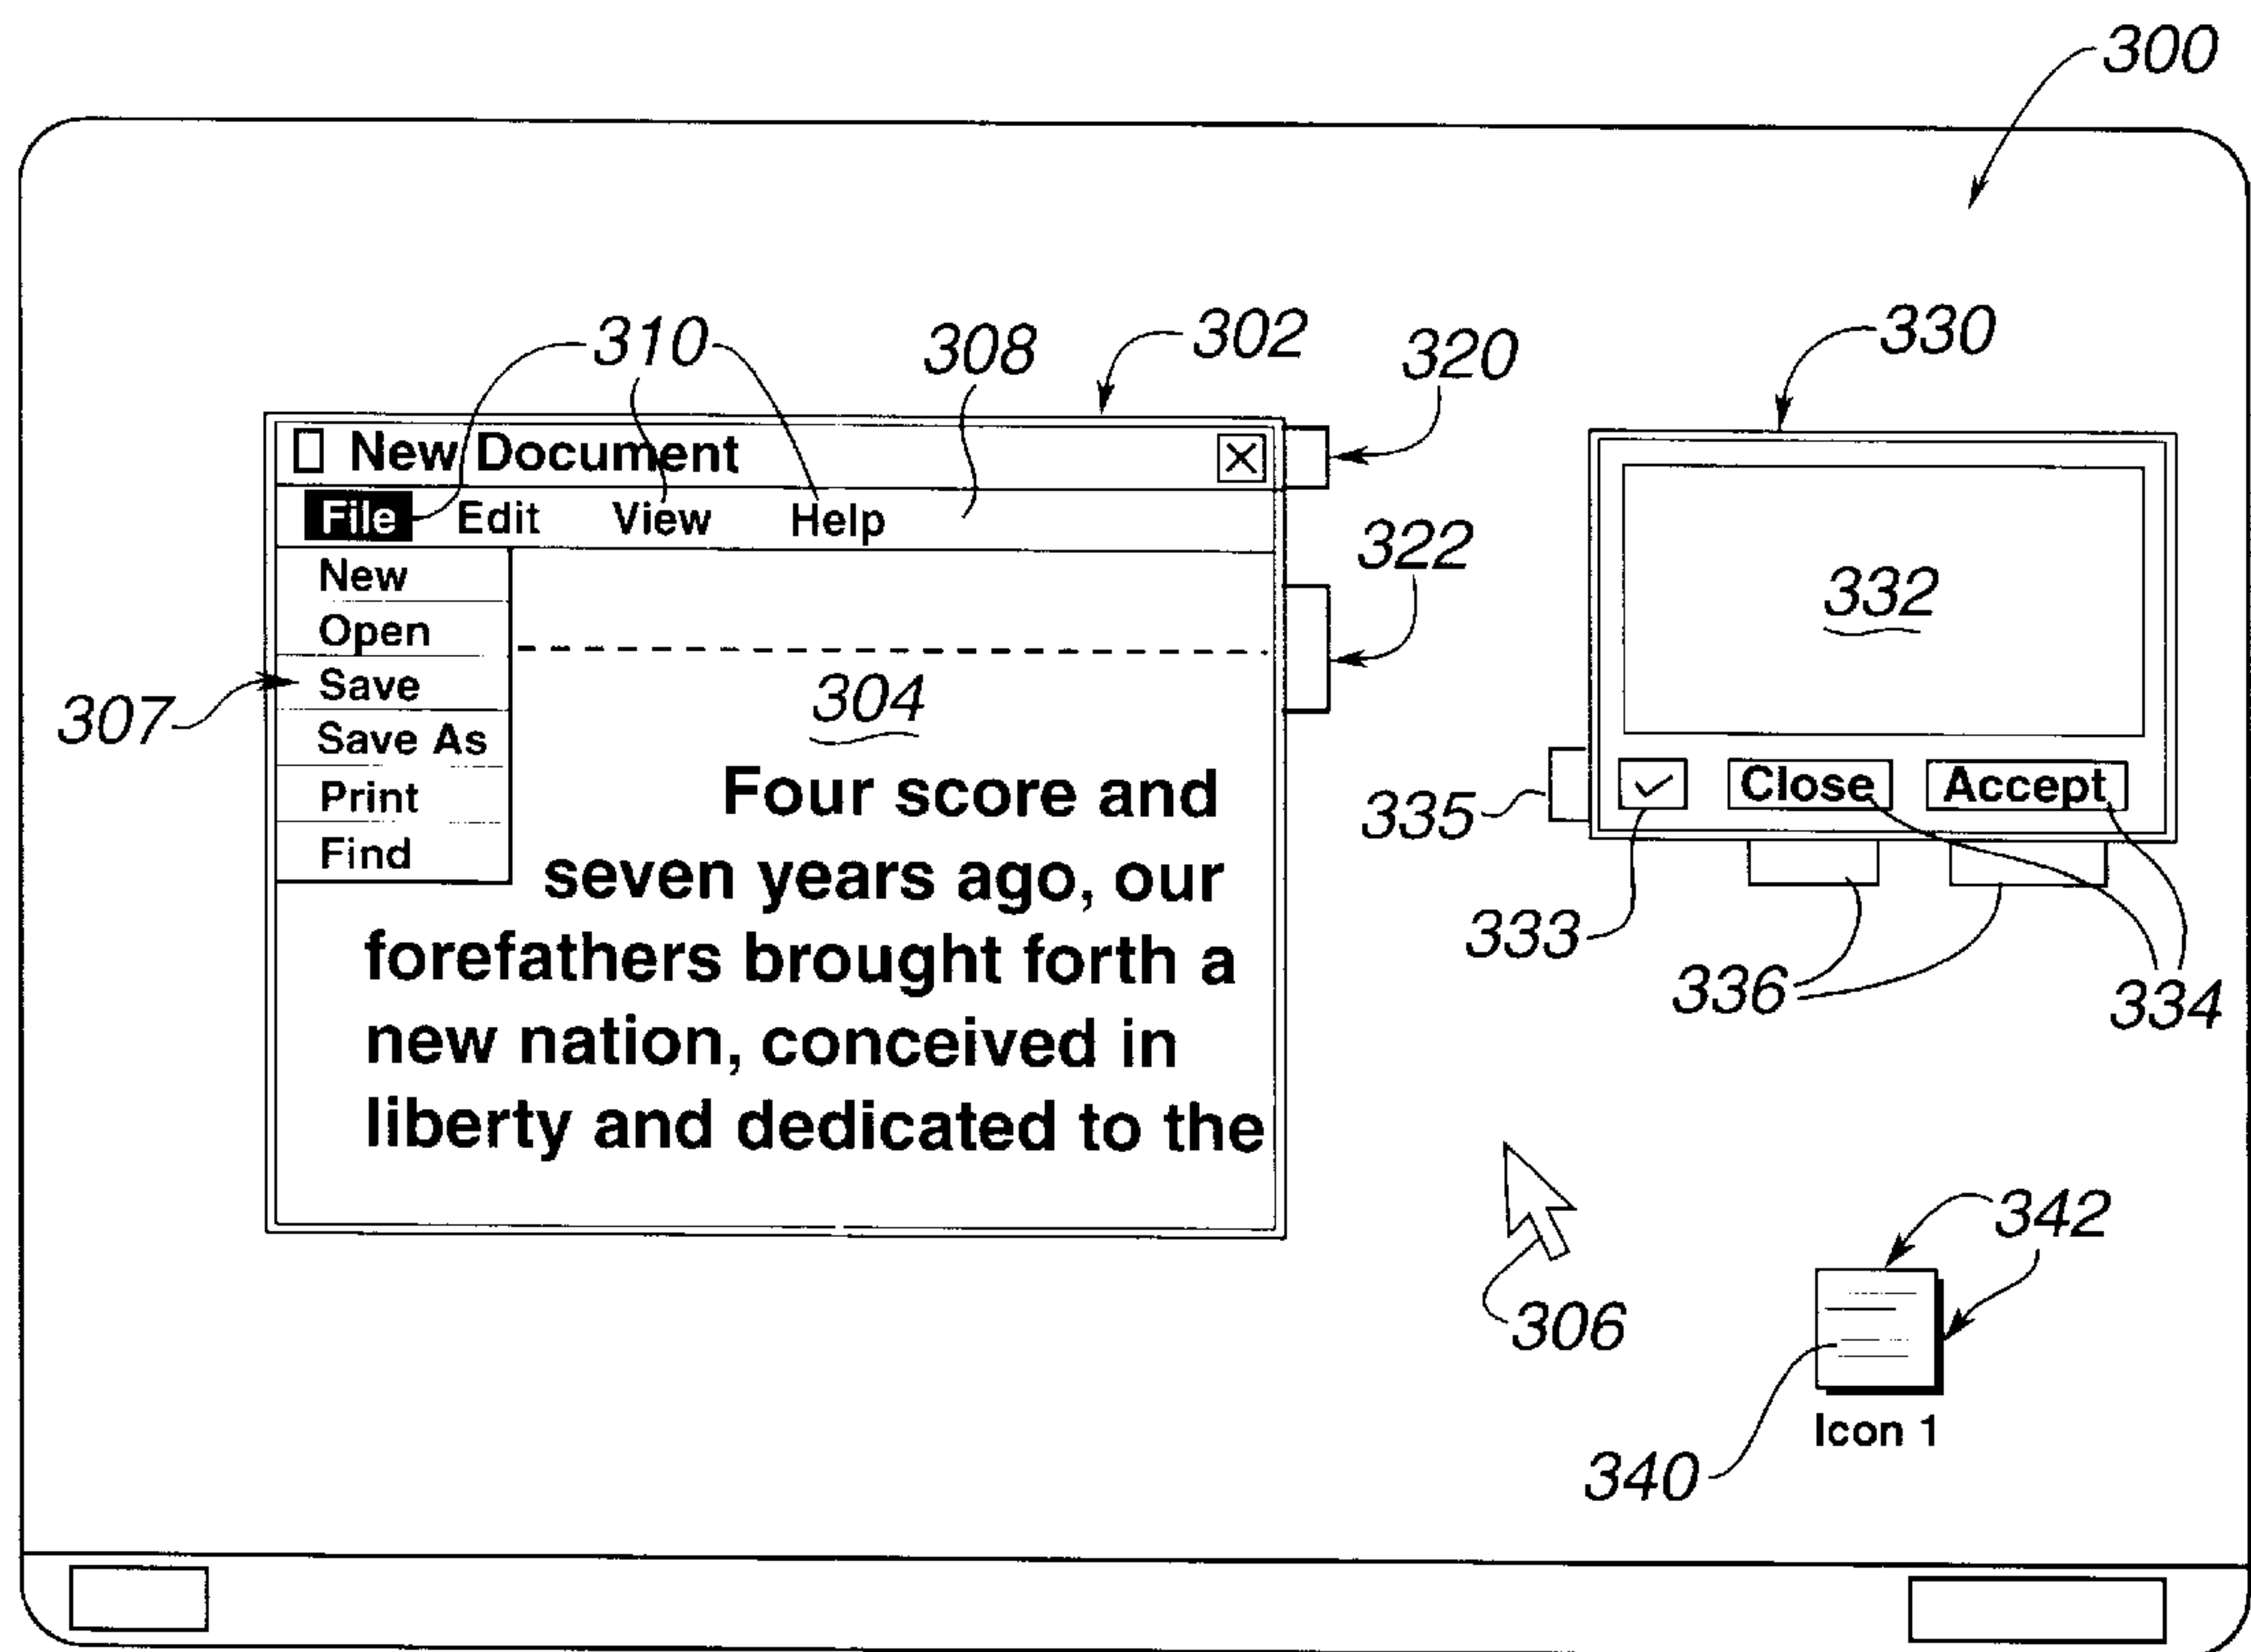 300
310
308
302
320
330
New Document
File Edit View Help
322
New
Open
Save
Save As
Print
Find
307
304
332
Four score and
seven years ago, our
forefathers brought forth a
new nation, conceived in
liberty and dedicated to the
Close Accept
335
333
336
334
306
342
Icon 1
340